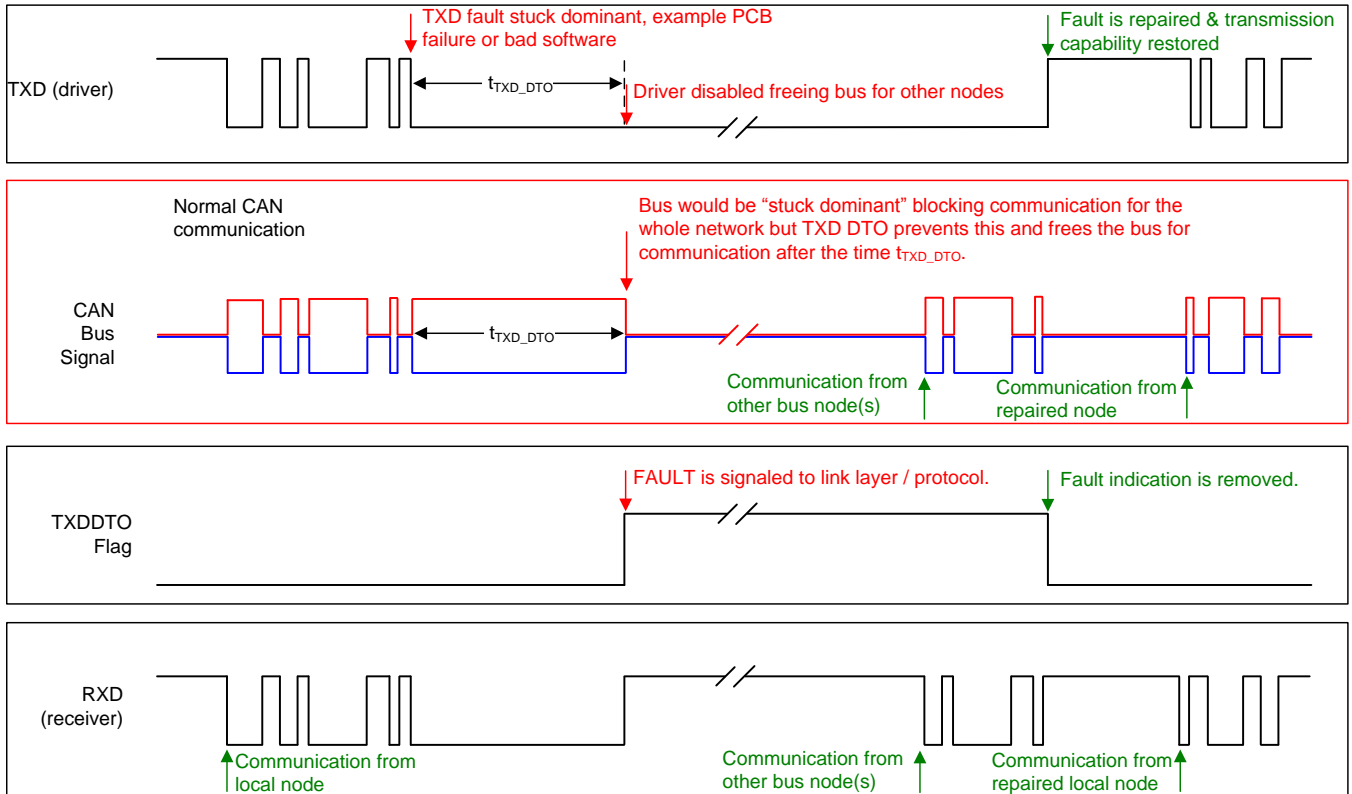 TXD fault stuck dominant, example PCB
failure or bad software
Fault is repaired & transmission
capability restored
TXD (driver)
tTXD_DTO
Driver disabled freeing bus for other nodes
Normal CAN
communication
Bus would be “stuck dominant” blocking communication for the
whole network but TXD DTO prevents this and frees the bus for
communication after the time tTXD_DTO.
CAN
Bus
Signal
tTXD_DTO
Communication from
other bus node(s)
Communication from
repaired node
FAULT is signaled to link layer / protocol.
Fault indication is removed.
TXDDTO
Flag
RXD
(receiver)
Communication from
local node
Communication from
other bus node(s)
Communication from
repaired local node